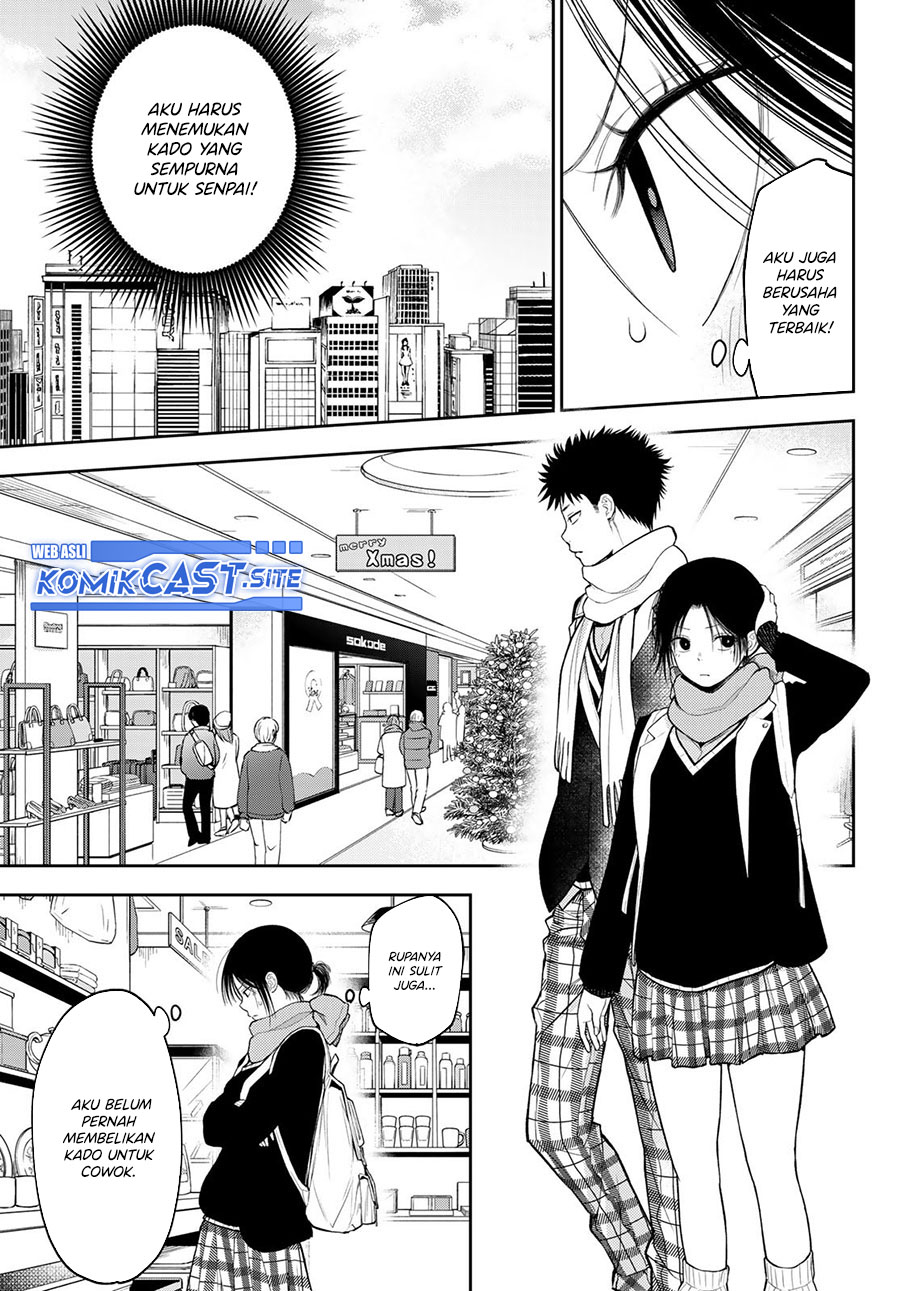 AKU JUGA
HARUS
BERUSAHA
YANG
TERBAIK!
AKU HARUS
MENEMUKAN
KADO YANG
SEMPURNA
UNTUK SENPAI!
merry
Xmas!
WEB ASLI
KOMIKCAST.SITE
sokode
SALE
RUPANYA
INI SULIT
JUGA...
AKU BELUM
PERNAH
MEMBELIKAN
KADO UNTUK
COWOK.